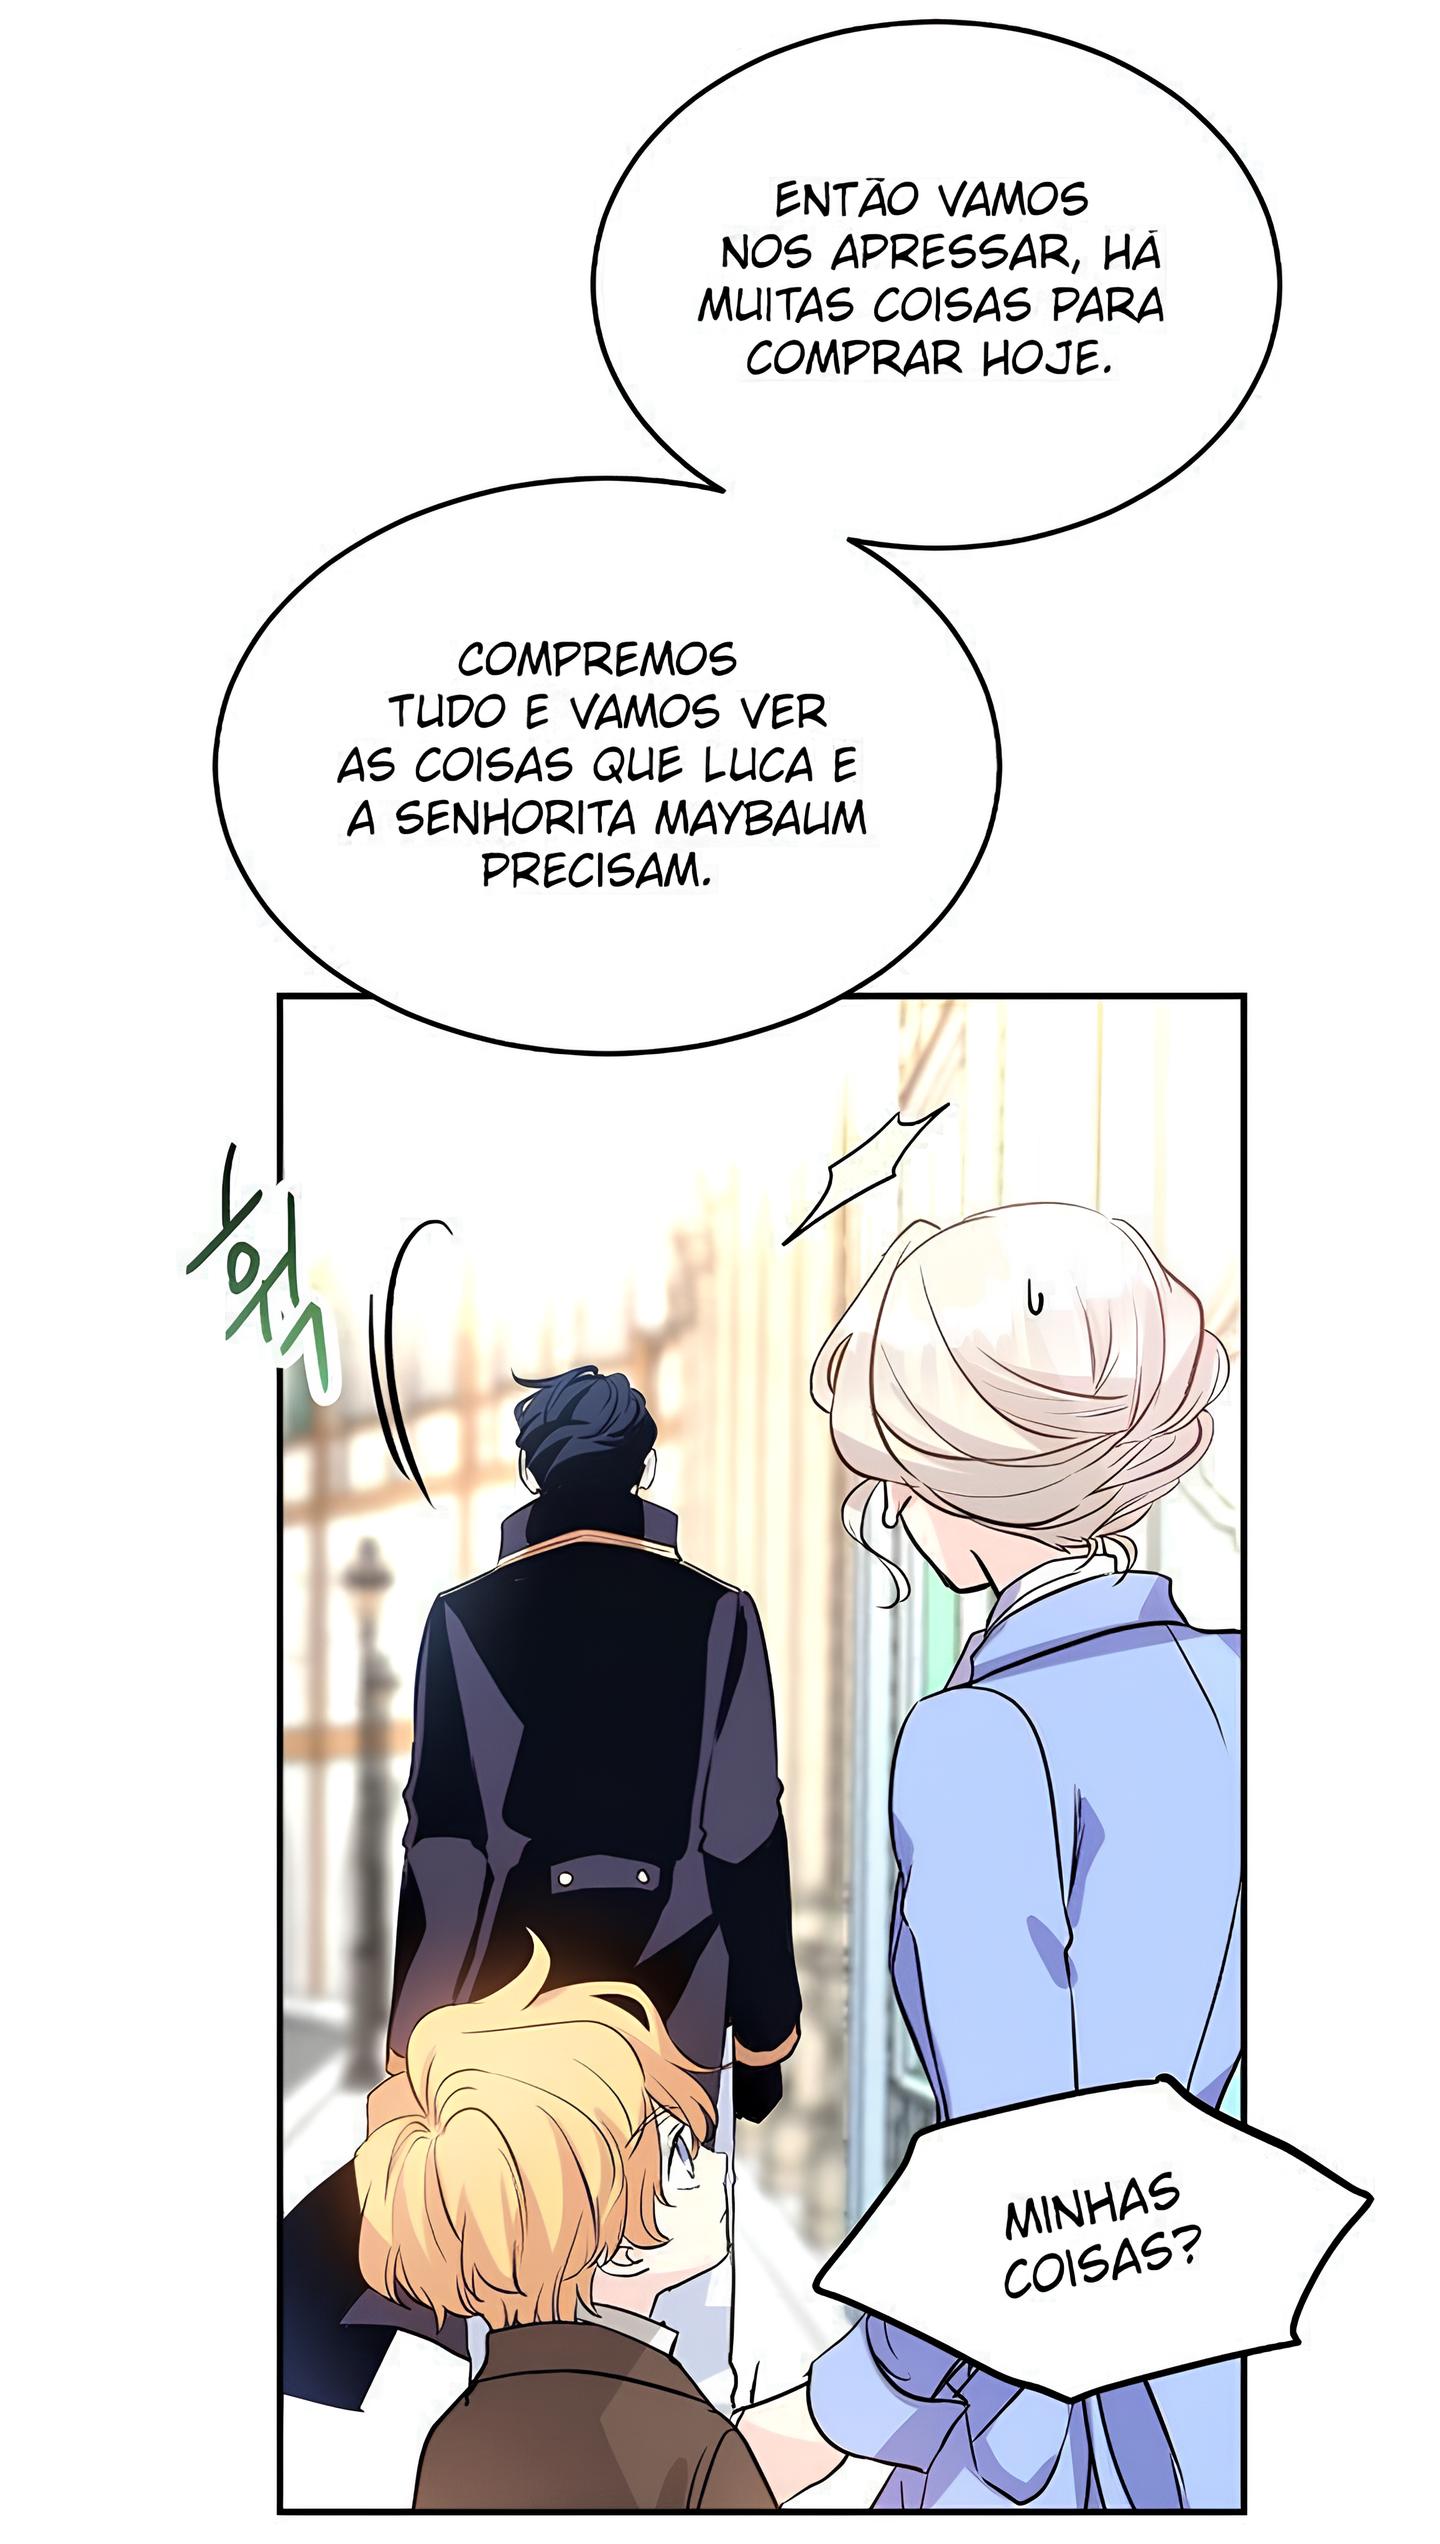 ENTÃO VAMOS
NOS APRESSAR, HÁ
MUITAS COISAS PARA
COMPRAR HOJE.
COMPREMOS
TUDO E VAMOS VER
AS COISAS QUE LUCA E
A SENHORITA MAYBAUM
PRECISAM.
휙
MINHAS
COISAS?